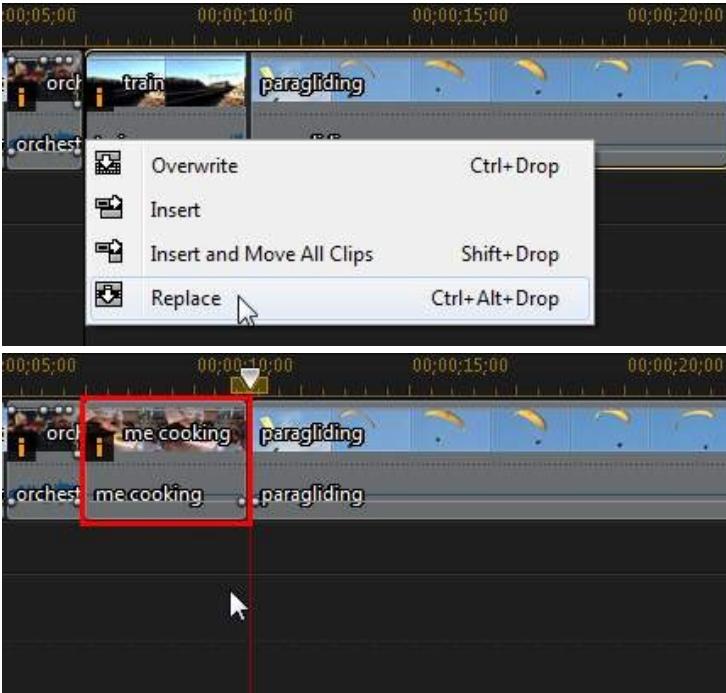 00;05;00 00;00;10;00 00;00;15;00 00;00;20;00
orch train paragliding
orchest
Overwrite Ctrl+Drop
Insert
Insert and Move All Clips Shift+Drop
Replace Ctrl+Alt+Drop
00;05;00 00;00;10;00 00;00;15;00 00;00;20;00
orch me cooking paragliding
orchest me cooking paragliding